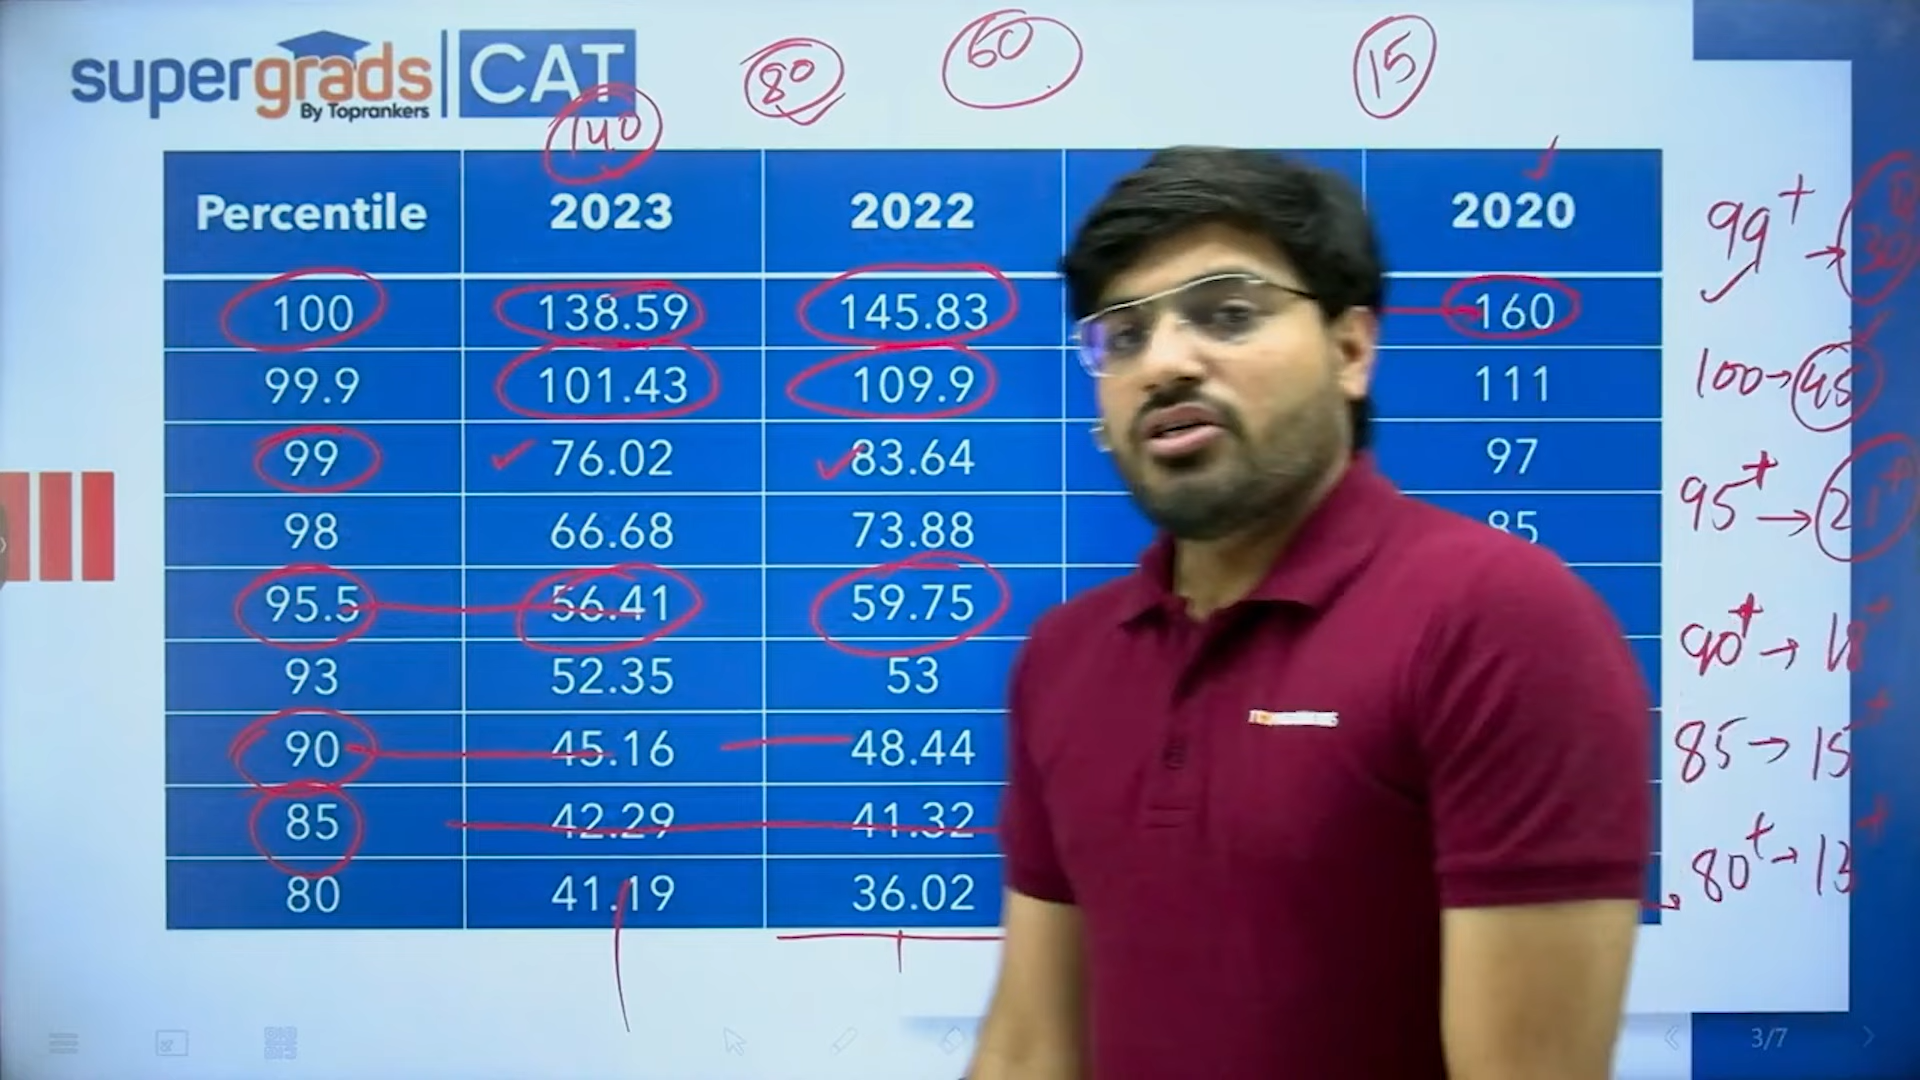 supergrads CAT
By Toprankers
140 80 60 15
Percentile 2023 2022 2020
100 138.59 145.83 160
99.9 101.43 109.9 111
99 76.02 83.64 97
98 66.68 73.88 85
95.5 56.41 59.75
93 52.35 53
90 45.16 48.44
85 42.29 41.32
80 41.19 36.02
99+ → 30
100 → 45
95+ → 21+
90+ → 18+
85 → 15+
80+ → 13+
3/7